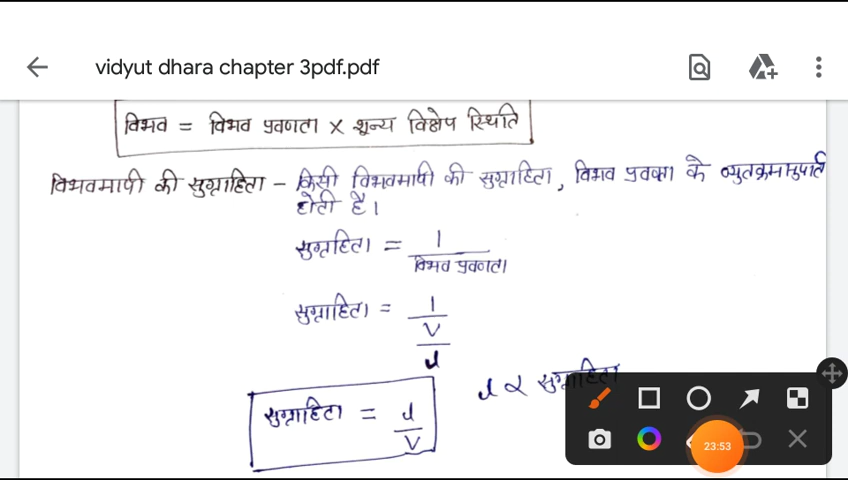 vidyut dhara chapter 3pdf.pdf
विभव = विभव प्रवणता × शून्य विक्षेप स्थिति
विभवमापी की सुग्राहिता - किसी विभवमापी की सुग्राहिता, विभव प्रवणता के व्युत्क्रमानुपाती
होती है।
सुग्राहिता = 1
विभव प्रवणता
सुग्राहिता = 1
V
l
सुग्राहिता = l
V
l ∝ सुग्राहिता
23:53